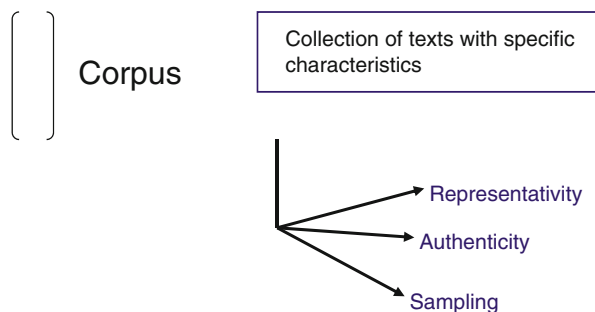 Corpus
Collection of texts with specific
characteristics
Representativity
Authenticity
Sampling